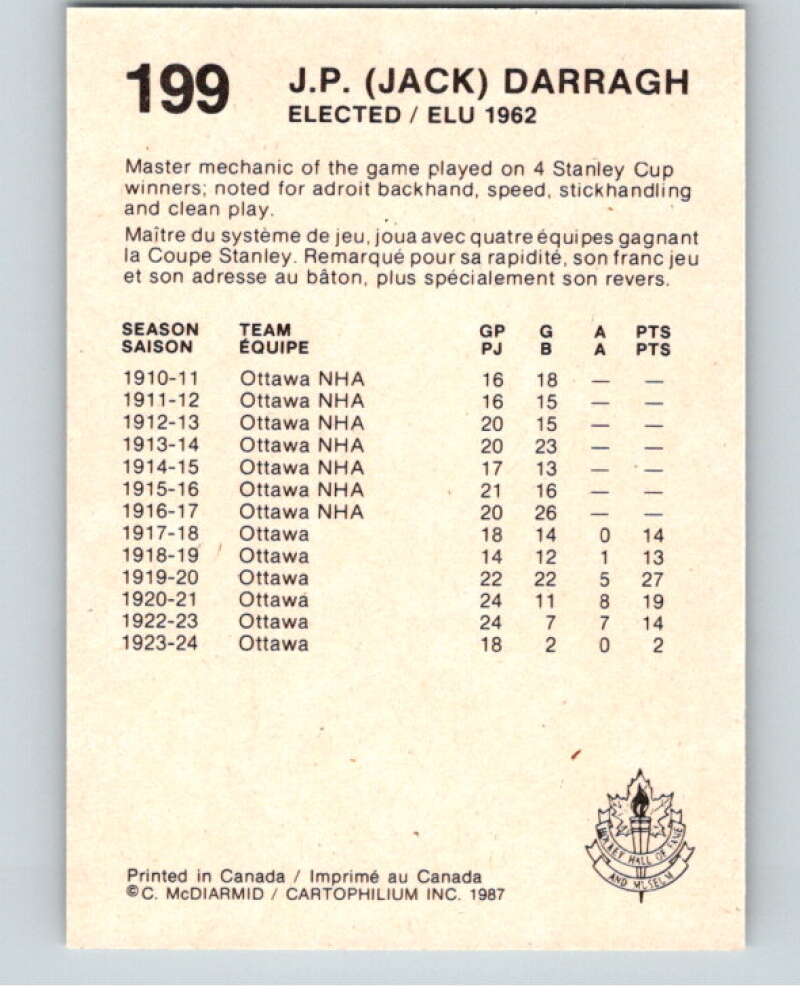 199 J.P. (JACK) DARRAGH
ELECTED / ELU 1962
Master mechanic of the game played on 4 Stanley Cup
winners; noted for adroit backhand, speed, stickhandling
and clean play.
Maître du système de jeu, joua avec quatre équipes gagnant
la Coupe Stanley. Remarqué pour sa rapidité, son franc jeu
et son adresse au bâton, plus spécialement son revers.
SEASON TEAM GP G A PTS
SAISON ÉQUIPE PJ B A PTS
1910-11 Ottawa NHA 16 18 — —
1911-12 Ottawa NHA 16 15 — —
1912-13 Ottawa NHA 20 15 — —
1913-14 Ottawa NHA 20 23 — —
1914-15 Ottawa NHA 17 13 — —
1915-16 Ottawa NHA 21 16 — —
1916-17 Ottawa NHA 20 26 — —
1917-18 Ottawa 18 14 0 14
1918-19 Ottawa 14 12 1 13
1919-20 Ottawa 22 22 5 27
1920-21 Ottawa 24 11 8 19
1922-23 Ottawa 24 7 7 14
1923-24 Ottawa 18 2 0 2
HOCKEY HALL OF FAME
AND MUSEUM
Printed in Canada / Imprimé au Canada
©C. McDIARMID / CARTOPHILIUM INC. 1987